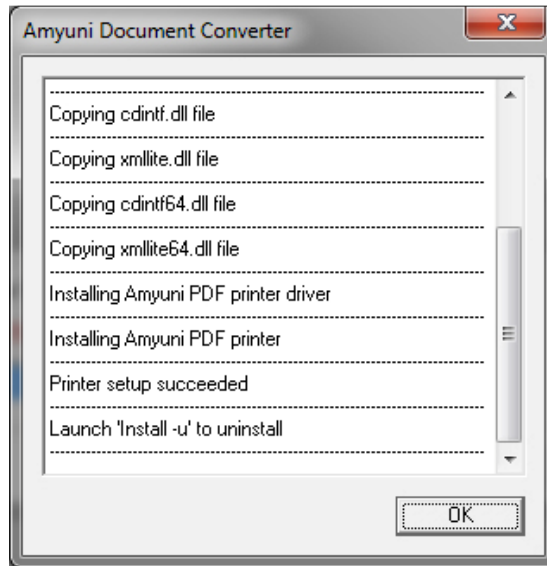 Amyuni Document Converter
Copying cdintf.dll file
Copying xmllite.dll file
Copying cdintf64.dll file
Copying xmllite64.dll file
Installing Amyuni PDF printer driver
Installing Amyuni PDF printer
Printer setup succeeded
Launch 'Install -u' to uninstall
OK